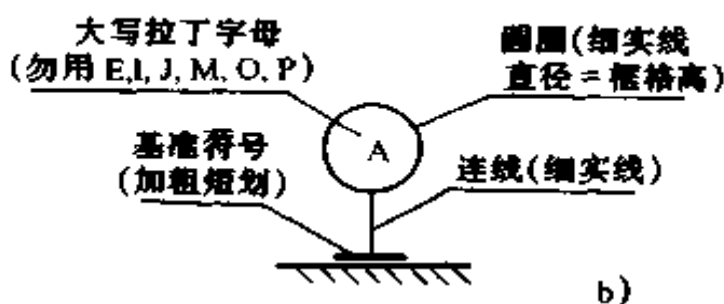 大写拉丁字母
(勿用 E,I, J, M, O, P)
圆圈(细实线
直径=框格高)
A
基准符号
(加粗短划)
连线(细实线)
b)